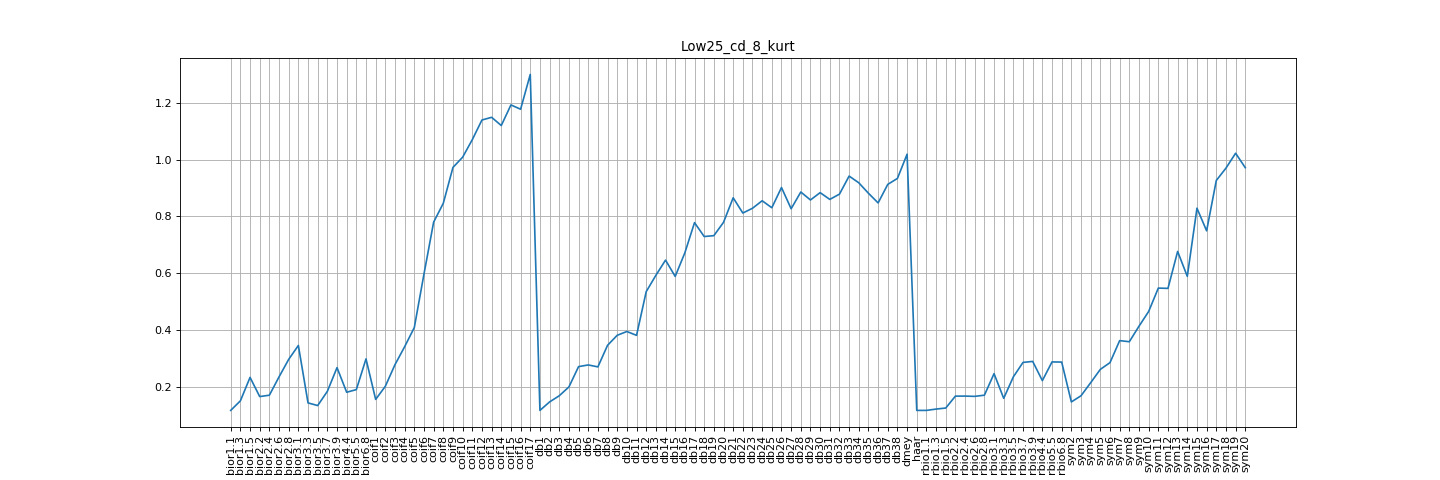 Low25_cd_8_kurt
1.2
1.0
0.8
0.6
0.4
0.2
bior1.1
bior1.3
bior1.5
bior2.2
bior2.4
bior2.6
bior2.8
bior3.1
bior3.3
bior3.5
bior3.7
bior3.9
bior4.4
bior5.5
bior6.8
coif1
coif2
coif3
coif4
coif5
coif6
coif7
coif8
coif9
coif10
coif11
coif12
coif13
coif14
coif15
coif16
coif17
db1
db2
db3
db4
db5
db6
db7
db8
db9
db10
db11
db12
db13
db14
db15
db16
db17
db18
db19
db20
db21
db22
db23
db24
db25
db26
db27
db28
db29
db30
db31
db32
db33
db34
db35
db36
db37
db38
dmey
haar
rbio1.1
rbio1.3
rbio1.5
rbio2.2
rbio2.4
rbio2.6
rbio2.8
rbio3.1
rbio3.3
rbio3.5
rbio3.7
rbio3.9
rbio4.4
rbio5.5
rbio6.8
sym2
sym3
sym4
sym5
sym6
sym7
sym8
sym9
sym10
sym11
sym12
sym13
sym14
sym15
sym16
sym17
sym18
sym19
sym20